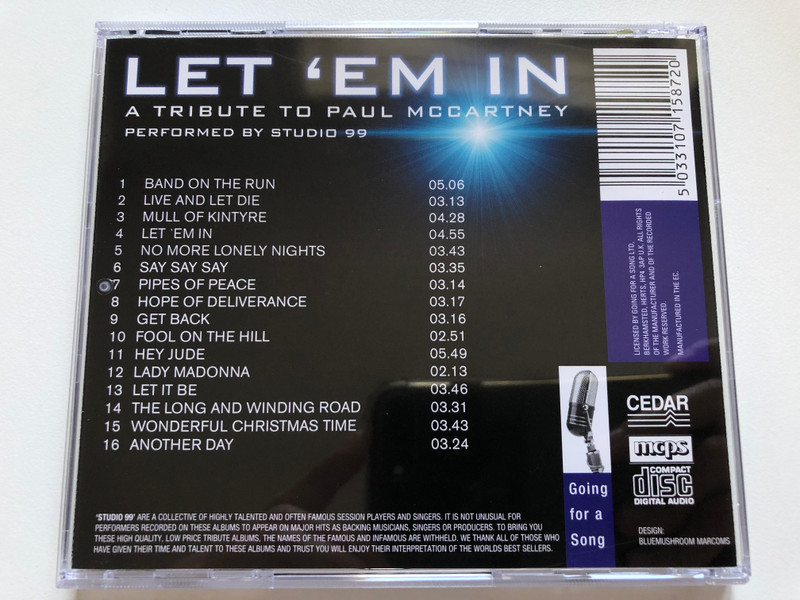 LET ‘EM IN
A TRIBUTE TO PAUL MCCARTNEY
PERFORMED BY STUDIO 99
1 BAND ON THE RUN 05.06
2 LIVE AND LET DIE 03.13
3 MULL OF KINTYRE 04.28
4 LET `EM IN 04.55
5 NO MORE LONELY NIGHTS 03.43
6 SAY SAY SAY 03.35
7 PIPES OF PEACE 03.14
8 HOPE OF DELIVERANCE 03.17
9 GET BACK 03.16
10 FOOL ON THE HILL 02.51
11 HEY JUDE 05.49
12 LADY MADONNA 02.13
13 LET IT BE 03.46
14 THE LONG AND WINDING ROAD 03.31
15 WONDERFUL CHRISTMAS TIME 03.43
16 ANOTHER DAY 03.24
'STUDIO 99' ARE A COLLECTIVE OF HIGHLY TALENTED AND OFTEN FAMOUS SESSION PLAYERS AND SINGERS. IT IS NOT UNUSUAL FOR
PERFORMERS RECORDED ON THESE ALBUMS TO APPEAR ON MAJOR HITS AS BACKING MUSICIANS, SINGERS OR PRODUCERS. TO BRING YOU
THESE HIGH QUALITY, LOW PRICE TRIBUTE ALBUMS, THE NAMES OF THE FAMOUS AND INFAMOUS ARE WITHHELD. WE THANK ALL OF THOSE WHO
HAVE GIVEN THEIR TIME AND TALENT TO THESE ALBUMS AND TRUST YOU WILL ENJOY THEIR INTERPRETATION OF THE WORLDS BEST SELLERS.
5 033107 158720
LICENSED BY GOING FOR A SONG LTD,
BERKHAMSTED, HERTS, HP4 3AP U.K. ALL RIGHTS
OF THE MANUFACTURER AND OF THE RECORDED
WORK RESERVED.
MANUFACTURED IN THE EC.
Going
for a
Song
CEDAR
mcps
COMPACT
disc
DIGITAL AUDIO
DESIGN:
BLUEMUSHROOM MARCOMS